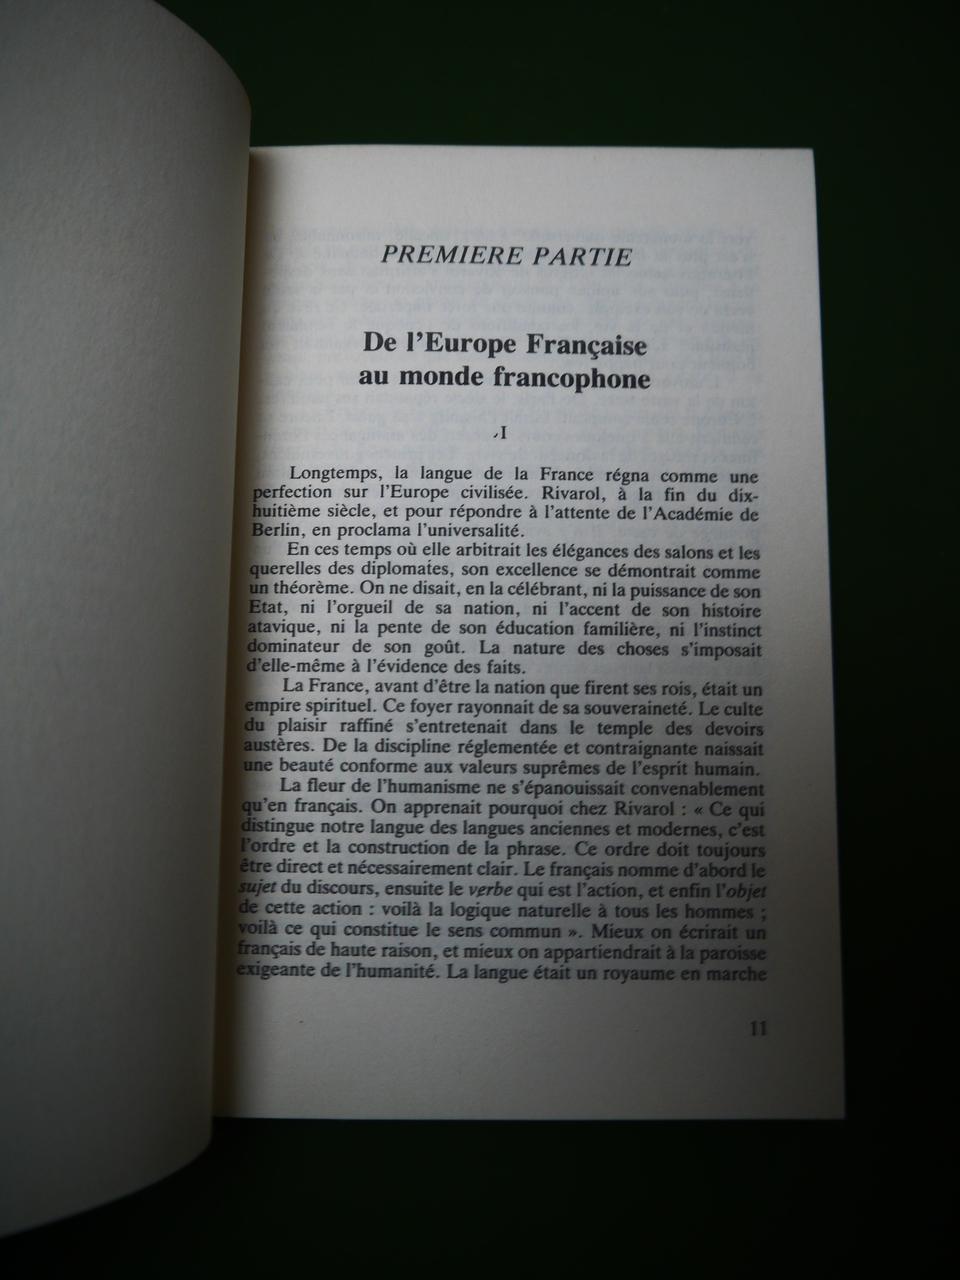 PREMIERE PARTIE
De l'Europe Française
au monde francophone
I
Longtemps, la langue de la France régna comme une
perfection sur l'Europe civilisée. Rivarol, à la fin du dix-
huitième siècle, et pour répondre à l'attente de l'Académie de
Berlin, en proclama l'universalité.
En ces temps où elle arbitrait les élégances des salons et les
querelles des diplomates, son excellence se démontrait comme
un théorème. On ne disait, en la célébrant, ni la puissance de son
Etat, ni l'orgueil de sa nation, ni l'accent de son histoire
atavique, ni la pente de son éducation familière, ni l'instinct
dominateur de son goût. La nature des choses s'imposait
d'elle-même à l'évidence des faits.
La France, avant d'être la nation que firent ses rois, était un
empire spirituel. Ce foyer rayonnait de sa souveraineté. Le culte
du plaisir raffiné s'entretenait dans le temple des devoirs
austères. De la discipline réglementée et contraignante naissait
une beauté conforme aux valeurs suprêmes de l'esprit humain.
La fleur de l'humanisme ne s'épanouissait convenablement
qu'en français. On apprenait pourquoi chez Rivarol : « Ce qui
distingue notre langue des langues anciennes et modernes, c'est
l'ordre et la construction de la phrase. Ce ordre doit toujours
être direct et nécessairement clair. Le français nomme d'abord le
sujet du discours, ensuite le verbe qui est l'action, et enfin l'objet
de cette action : voilà la logique naturelle à tous les hommes ;
voilà ce qui constitue le sens commun ». Mieux on écrirait un
français de haute raison, et mieux on appartiendrait à la paroisse
exigeante de l'humanité. La langue était un royaume en marche
11